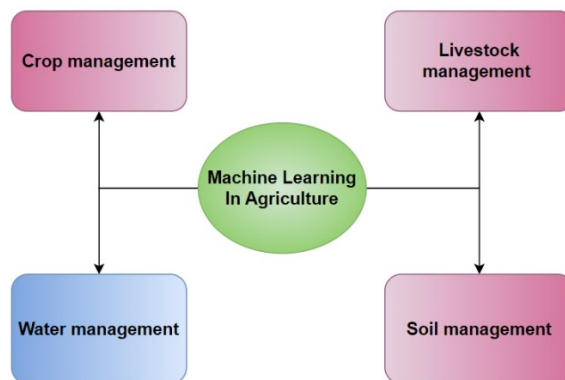 Crop management
Livestock
management
Machine Learning
In Agriculture
Water management
Soil management